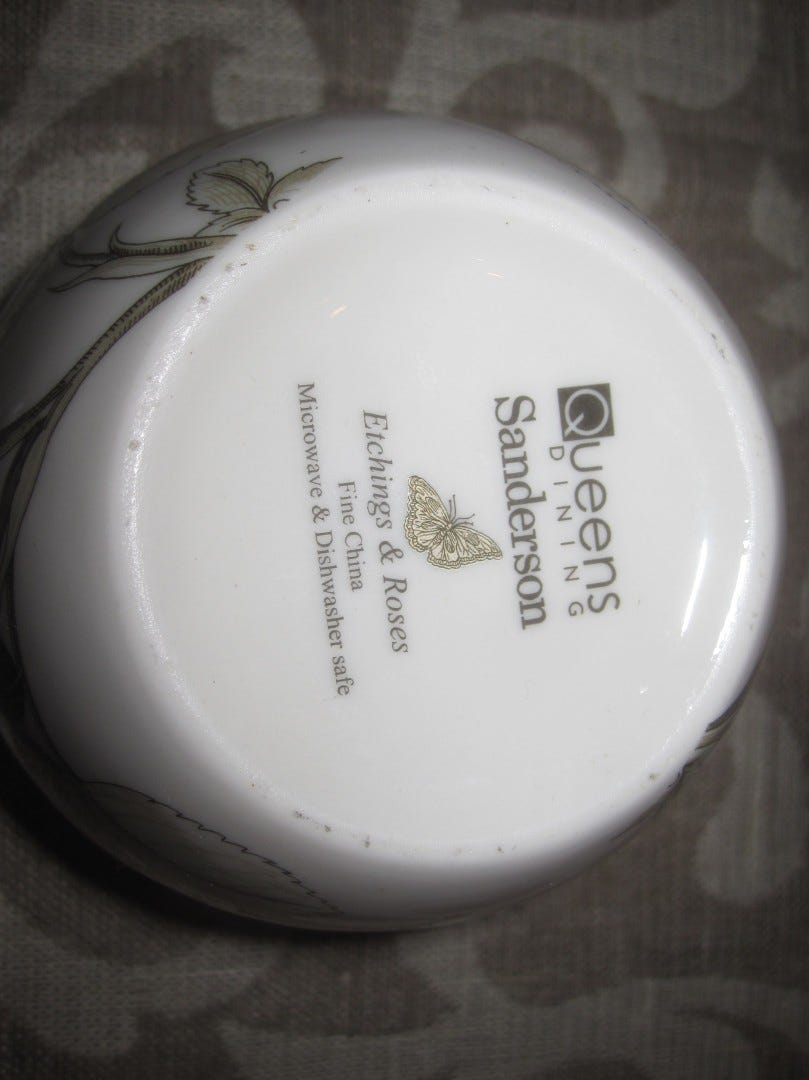 Queens
DINING
Sanderson
Etchings & Roses
Fine China
Microwave & Dishwasher safe